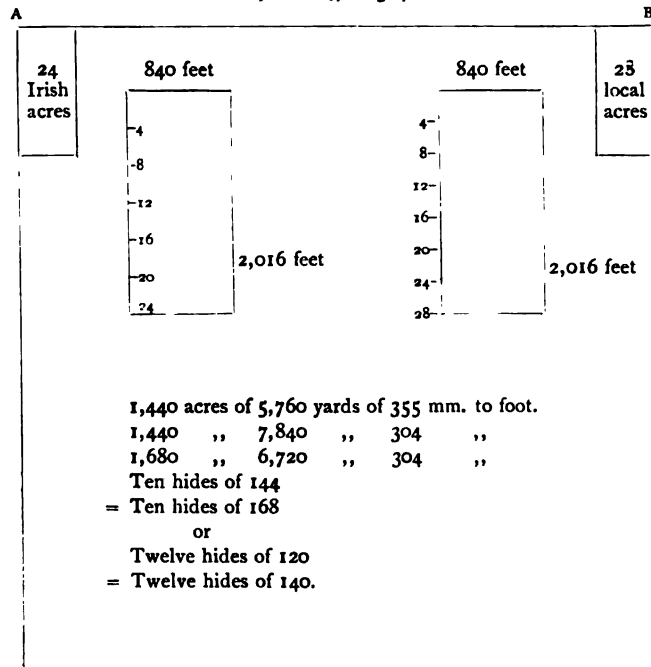 A B
24 Irish acres
840 feet
4
8
12
16
20
24
2,016 feet
840 feet
4
8
12
16
20
24
28
2,016 feet
28 local acres
1,440 acres of 5,760 yards of 355 mm. to foot.
1,440 ,, 7,840 ,, 304 ,,
1,680 ,, 6,720 ,, 304 ,,
Ten hides of 144
= Ten hides of 168
or
Twelve hides of 120
= Twelve hides of 140.